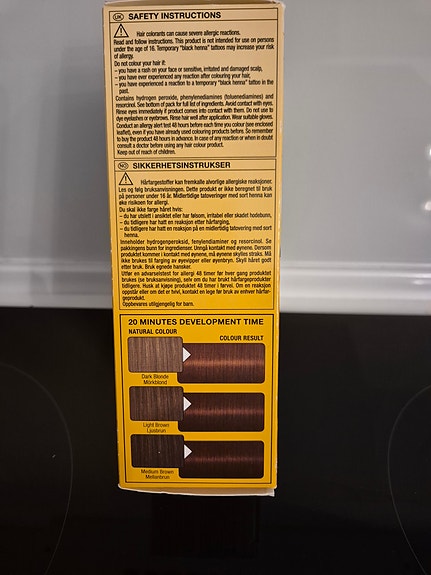 UK SAFETY INSTRUCTIONS
Hair colorants can cause severe allergic reactions.
Read and follow instructions. This product is not intended for use on persons
under the age of 16. Temporary "black henna" tattoos may increase your risk
of allergy.
Do not colour your hair if:
– you have a rash on your face or sensitive, irritated and damaged scalp,
– you have ever experienced any reaction after colouring your hair,
– you have experienced a reaction to a temporary "black henna" tattoo in the
past.
Contains hydrogen peroxide, phenylenediamines (toluenediamines) and
resorcinol. See bottom of pack for full list of ingredients. Avoid contact with eyes.
Rinse eyes immediately if product comes into contact with them. Do not use to
dye eyelashes or eyebrows. Rinse hair well after application. Wear suitable gloves.
Conduct an allergy alert test 48 hours before each time you colour (see enclosed
leaflet), even if you have already used colouring products before. So remember
to buy the product 48 hours in advance. In case of any reaction or when in doubt
consult a doctor before using any hair colour product.
Keep out of reach of children.
NO SIKKERHETSINSTRUKSER
Hårfargestoffer kan fremkalle alvorlige allergiske reaksjoner.
Les og følg bruksanvisningen. Dette produktet er ikke beregnet til bruk
på personer under 16 år. Midlertidige tatoveringer med sort henna kan
øke risikoen for allergi.
Du skal ikke farge håret hvis:
– du har utslett i ansiktet eller har følsom, irritert eller skadet hodebunn,
– du tidligere har hatt en reaksjon etter hårfarging,
– du tidligere har hatt en reaksjon på en midlertidig tatovering med sort
henna.
Inneholder hydrogenperoksid, fenylendiaminer og resorcinol. Se
pakningens bunn for ingredienser. Unngå kontakt med øynene. Dersom
produktet kommer i kontakt med øynene, må øynene skylles straks. Må
ikke brukes til farging av øyevipper eller øyenbryn. Skyll håret godt
etter bruk. Bruk egnede hansker.
Utfør en advarselstest for allergi 48 timer før hver gang produktet
brukes (se bruksanvisning), selv om du har brukt hårfargeprodukter
tidligere. Husk at kjøpe produktet 48 timer i forvei. Om en reaksjon
oppstår eller om det er tvil, kontakt en lege før bruk av enhver hårfar-
geprodukt.
Oppbevares utilgjengelig for barn.
20 MINUTES DEVELOPMENT TIME
NATURAL COLOUR
COLOUR RESULT
Dark Blonde
Mörkblond
Light Brown
Ljusbrun
Medium Brown
Mellanbrun